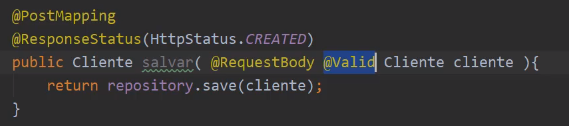 @PostMapping
@ResponseStatus(HttpStatus.CREATED)
public Cliente salvar( @RequestBody @Valid Cliente cliente ){
return repository.save(cliente);
}